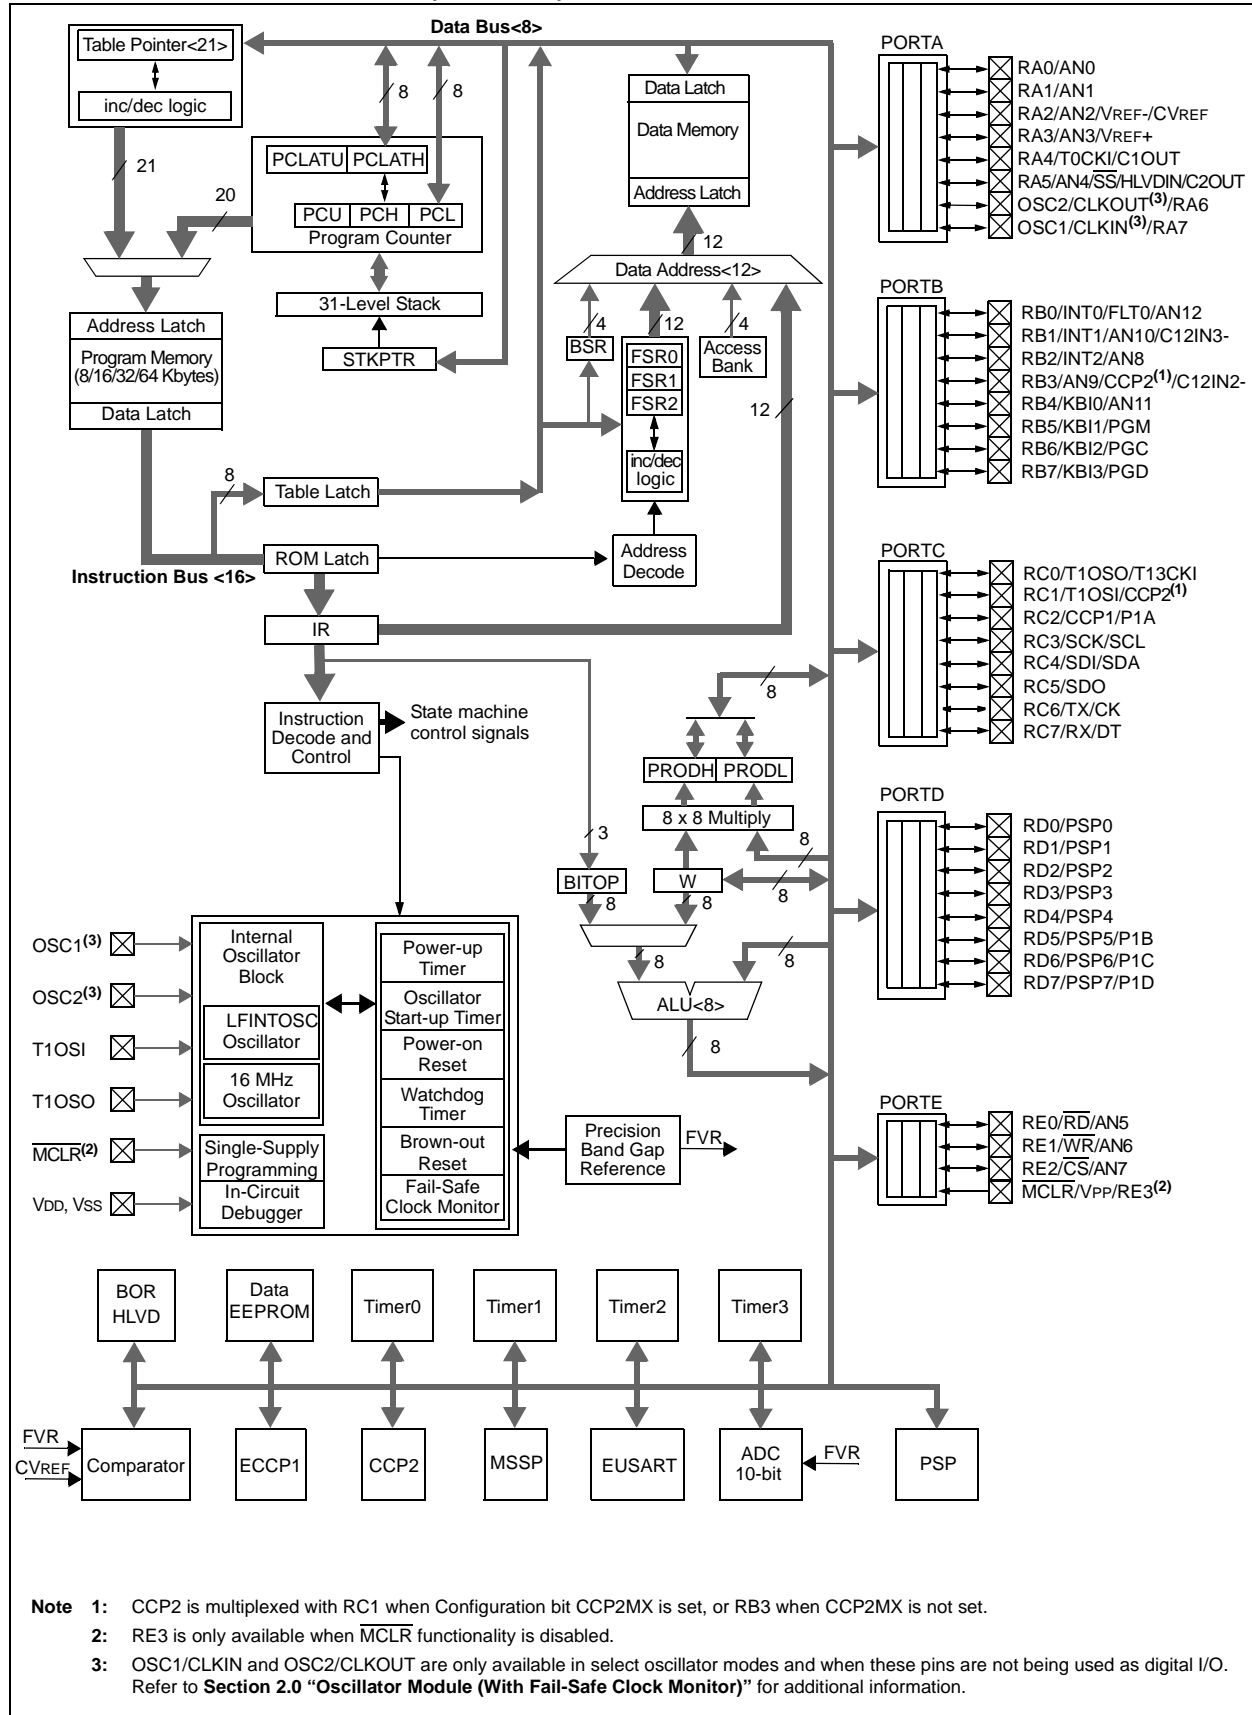 Data Bus<8>
Table Pointer<21>
inc/dec logic
21
20
8
8
PCLATU PCLATH
PCU PCH PCL
Program Counter
31-Level Stack
STKPTR
Data Latch
Data Memory
Address Latch
12
Data Address<12>
4
12
4
BSR
FSR0
FSR1
FSR2
inc/dec
logic
Access
Bank
12
Address Latch
Program Memory
(8/16/32/64 Kbytes)
Data Latch
8
Table Latch
ROM Latch
Instruction Bus <16>
Address
Decode
IR
Instruction
Decode and
Control
State machine
control signals
8
PRODH PRODL
8 x 8 Multiply
3
8
BITOP
W
8
8
8
8
8
ALU<8>
8
OSC1(3)
OSC2(3)
T1OSI
T1OSO
MCLR(2)
VDD, VSS
Internal
Oscillator
Block
LFINTOSC
Oscillator
16 MHz
Oscillator
Single-Supply
Programming
In-Circuit
Debugger
Power-up
Timer
Oscillator
Start-up Timer
Power-on
Reset
Watchdog
Timer
Brown-out
Reset
Fail-Safe
Clock Monitor
Precision
Band Gap
Reference
FVR
PORTA
RA0/AN0
RA1/AN1
RA2/AN2/VREF-/CVREF
RA3/AN3/VREF+
RA4/T0CKI/C1OUT
RA5/AN4/SS/HLVDIN/C2OUT
OSC2/CLKOUT(3)/RA6
OSC1/CLKIN(3)/RA7
PORTB
RB0/INT0/FLT0/AN12
RB1/INT1/AN10/C12IN3-
RB2/INT2/AN8
RB3/AN9/CCP2(1)/C12IN2-
RB4/KBI0/AN11
RB5/KBI1/PGM
RB6/KBI2/PGC
RB7/KBI3/PGD
PORTC
RC0/T1OSO/T13CKI
RC1/T1OSI/CCP2(1)
RC2/CCP1/P1A
RC3/SCK/SCL
RC4/SDI/SDA
RC5/SDO
RC6/TX/CK
RC7/RX/DT
PORTD
RD0/PSP0
RD1/PSP1
RD2/PSP2
RD3/PSP3
RD4/PSP4
RD5/PSP5/P1B
RD6/PSP6/P1C
RD7/PSP7/P1D
PORTE
RE0/RD/AN5
RE1/WR/AN6
RE2/CS/AN7
MCLR/VPP/RE3(2)
BOR
HLVD
Data
EEPROM
Timer0
Timer1
Timer2
Timer3
FVR
CVREF
Comparator
ECCP1
CCP2
MSSP
EUSART
ADC
10-bit
FVR
PSP
Note 1: CCP2 is multiplexed with RC1 when Configuration bit CCP2MX is set, or RB3 when CCP2MX is not set.
2: RE3 is only available when MCLR functionality is disabled.
3: OSC1/CLKIN and OSC2/CLKOUT are only available in select oscillator modes and when these pins are not being used as digital I/O.
Refer to Section 2.0 “Oscillator Module (With Fail-Safe Clock Monitor)” for additional information.